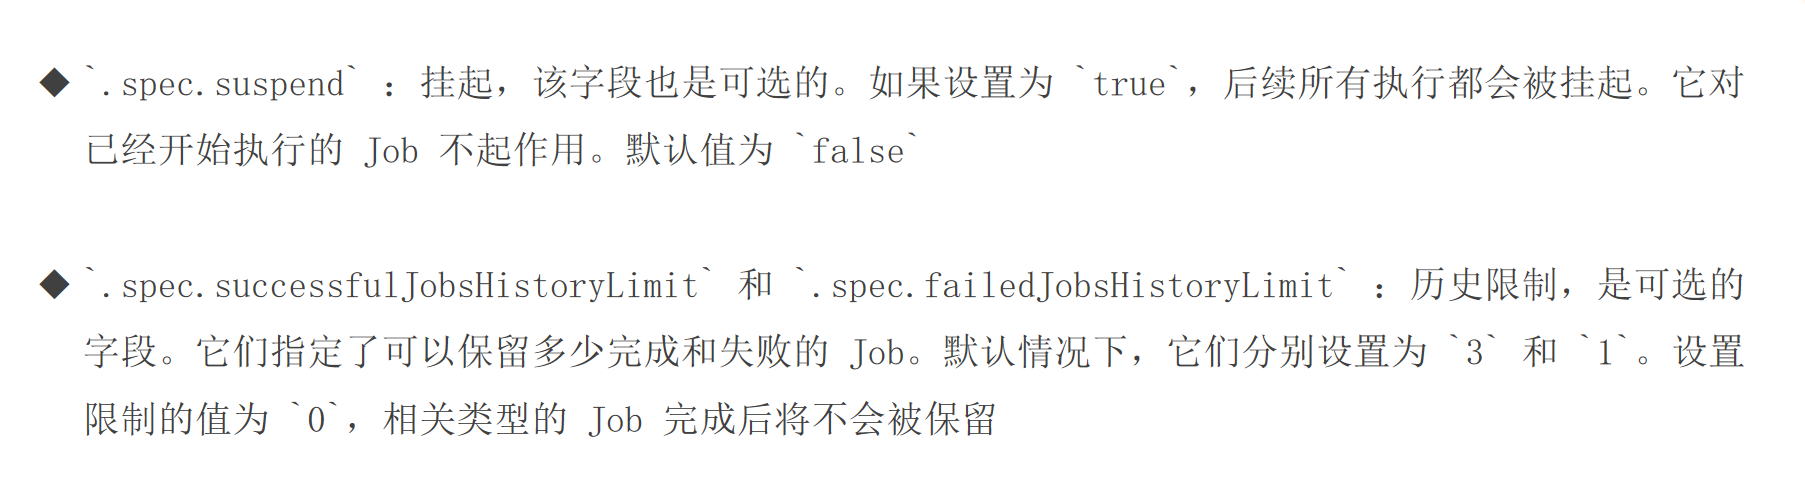 ◆ `.spec.suspend` ：挂起，该字段也是可选的。如果设置为 `true`，后续所有执行都会被挂起。它对
已经开始执行的 Job 不起作用。默认值为 `false`
◆ `.spec.successfulJobsHistoryLimit` 和 `.spec.failedJobsHistoryLimit` ：历史限制，是可选的
字段。它们指定了可以保留多少完成和失败的 Job。默认情况下，它们分别设置为 `3` 和 `1`。设置
限制的值为 `0`，相关类型的 Job 完成后将不会被保留